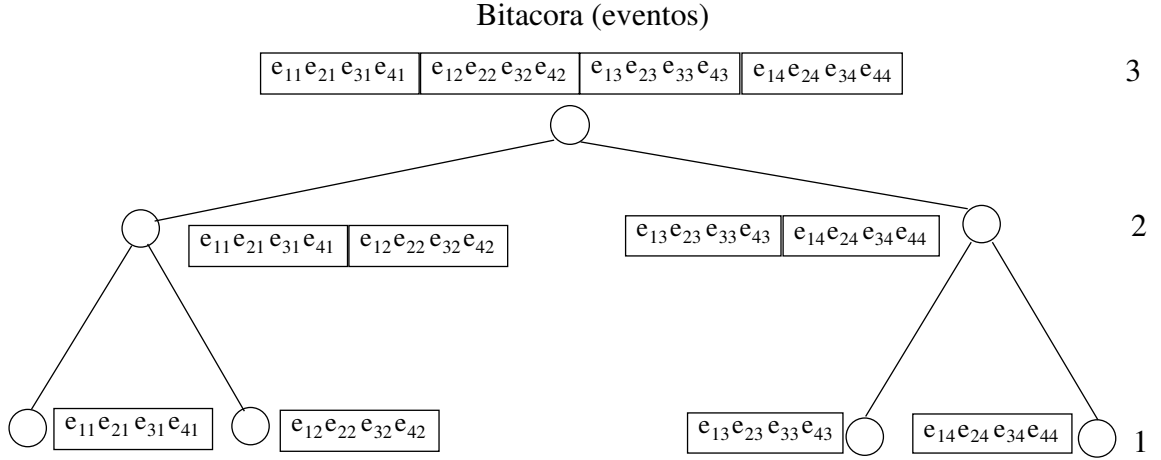 Bitacora (eventos)
e₁₁e₂₁ e₃₁e₄₁ e₁₂e₂₂ e₃₂e₄₂ e₁₃e₂₃ e₃₃e₄₃ e₁₄e₂₄ e₃₄e₄₄ 3
e₁₁e₂₁ e₃₁e₄₁ e₁₂e₂₂ e₃₂e₄₂ e₁₃e₂₃ e₃₃e₄₃ e₁₄e₂₄ e₃₄e₄₄ 2
e₁₁e₂₁ e₃₁e₄₁ e₁₂e₂₂ e₃₂e₄₂ e₁₃e₂₃ e₃₃e₄₃ e₁₄e₂₄ e₃₄e₄₄ 1